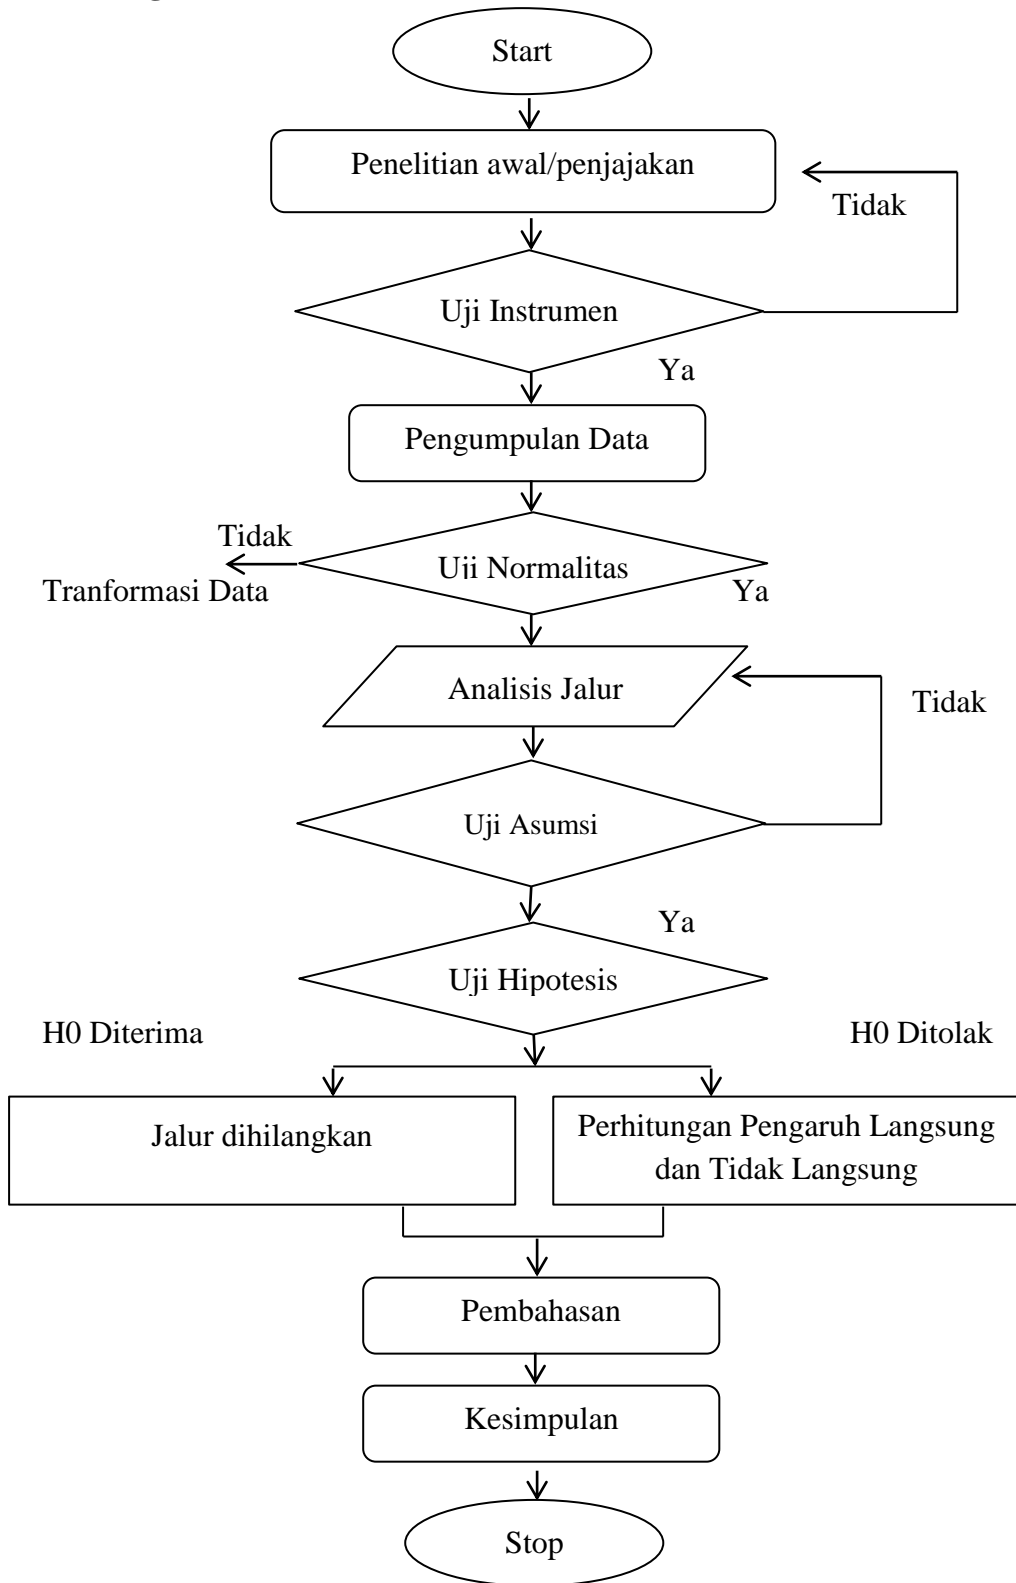 Start
Penelitian awal/penjajakan
Tidak
Uji Instrumen
Ya
Pengumpulan Data
Tidak
Uji Normalitas
Tranformasi Data
Ya
Analisis Jalur
Tidak
Uji Asumsi
Ya
Uji Hipotesis
H0 Diterima
H0 Ditolak
Jalur dihilangkan
Perhitungan Pengaruh Langsung
dan Tidak Langsung
Pembahasan
Kesimpulan
Stop